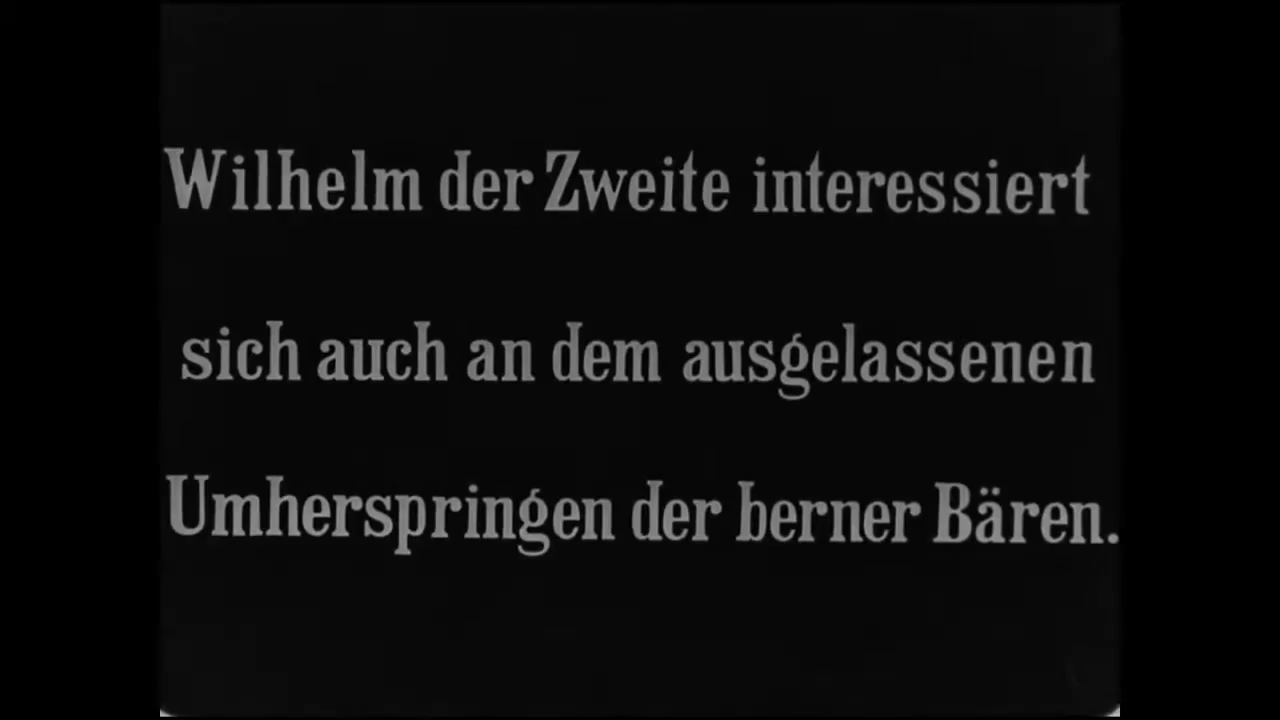 Wilhelm der Zweite interessiert
sich auch an dem ausgelassenen
Umherspringen der berner Bären.